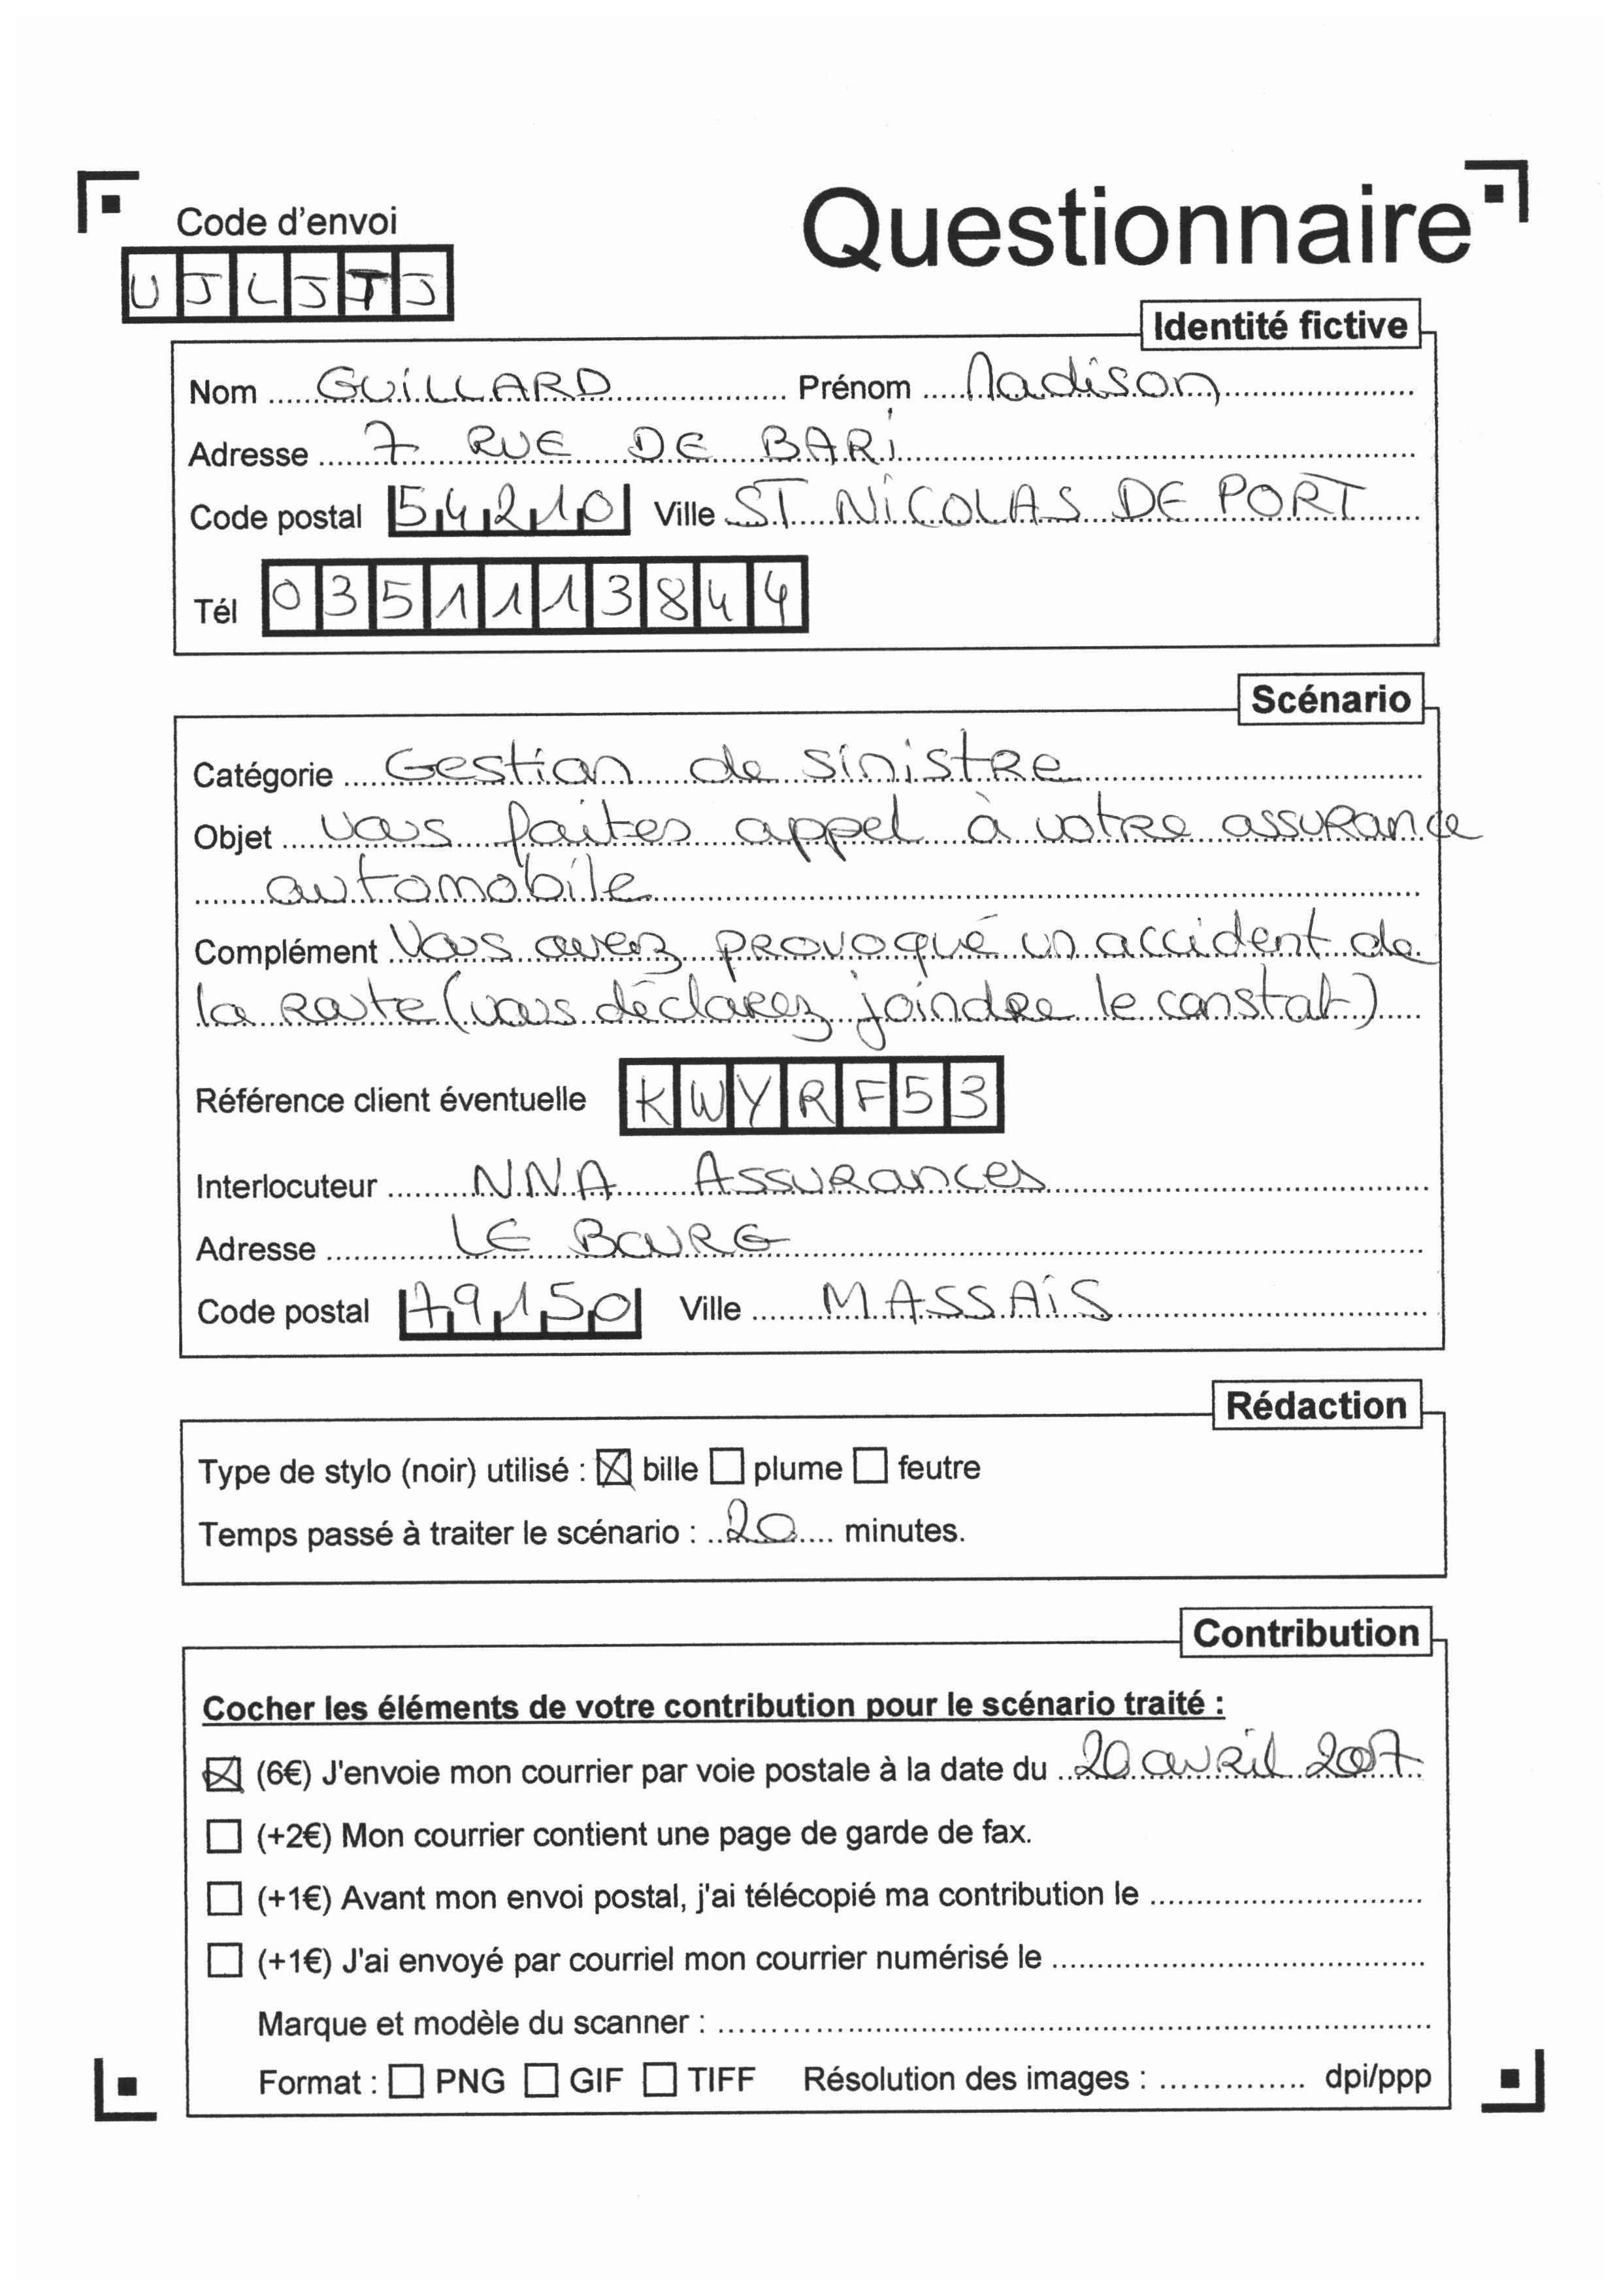 Code d'envoi
Questionnaire
UJLJTJ
Identité fictive
Nom GUILLARD Prénom Madison
Adresse 7 RUE DE BARI
Code postal 54210 Ville ST NICOLAS DE PORT
Tél 0351113844
Scénario
Catégorie Gestion de sinistre
Objet Vous faites appel à votre assurance
automobile
Complément Vous avez provoqué un accident de
la route (vous déclarez joindre le constat)
Référence client éventuelle KWYRF53
Interlocuteur NNA Assurances
Adresse LE BOURG
Code postal 79150 Ville MASSAIS
Rédaction
Type de stylo (noir) utilisé : ☒ bille ☐ plume ☐ feutre
Temps passé à traiter le scénario : 20 minutes.
Contribution
Cocher les éléments de votre contribution pour le scénario traité :
☒ (6€) J'envoie mon courrier par voie postale à la date du 20 avril 2007
☐ (+2€) Mon courrier contient une page de garde de fax.
☐ (+1€) Avant mon envoi postal, j'ai télécopié ma contribution le
☐ (+1€) J'ai envoyé par courriel mon courrier numérisé le
Marque et modèle du scanner :
Format : ☐ PNG ☐ GIF ☐ TIFF Résolution des images : dpi/ppp